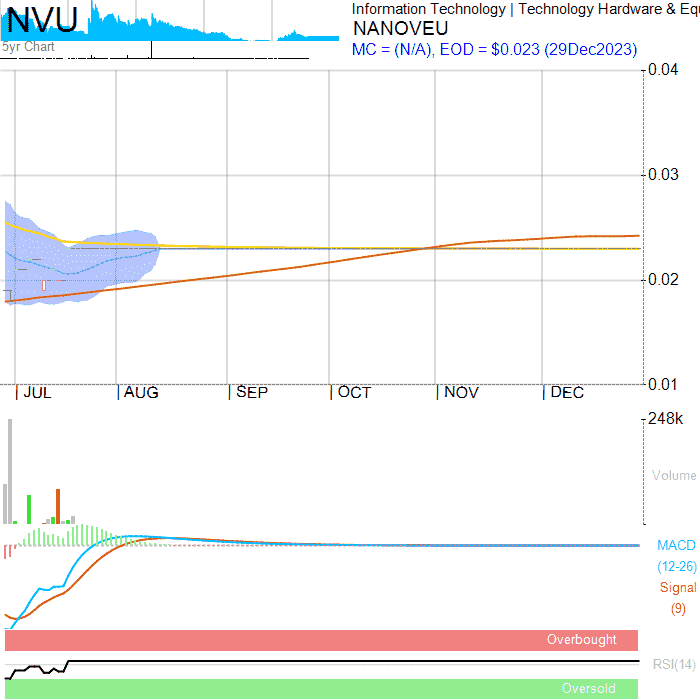 NVU
5yr Chart
Information Technology | Technology Hardware & Equ
NANOVEU
MC = (N/A), EOD = $0.023 (29Dec2023)
0.04
0.03
0.02
0.01
JUL AUG SEP OCT NOV DEC
248k
Volume
MACD
(12-26)
Signal
(9)
Overbought
RSI(14)
Oversold